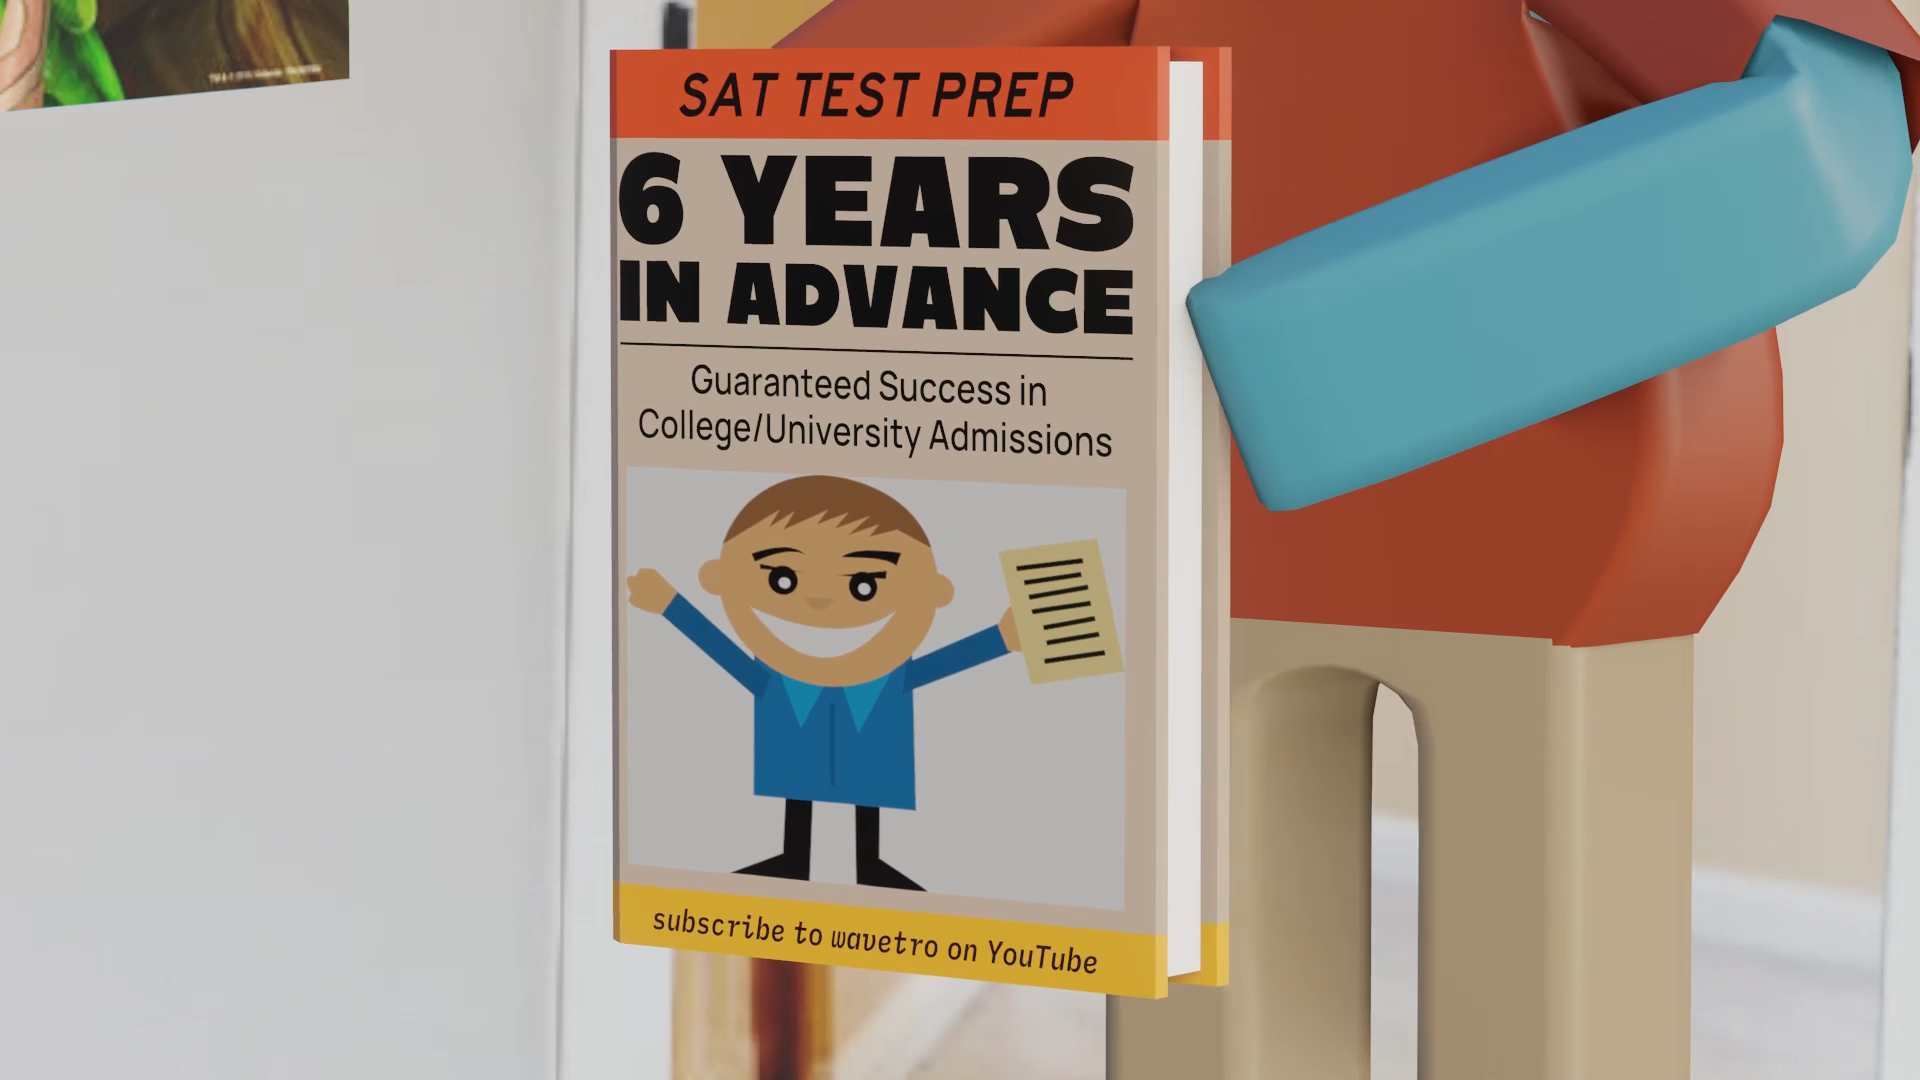 SAT TEST PREP
6 YEARS
IN ADVANCE
Guaranteed Success in
College/University Admissions
subscribe to wavetro on YouTube